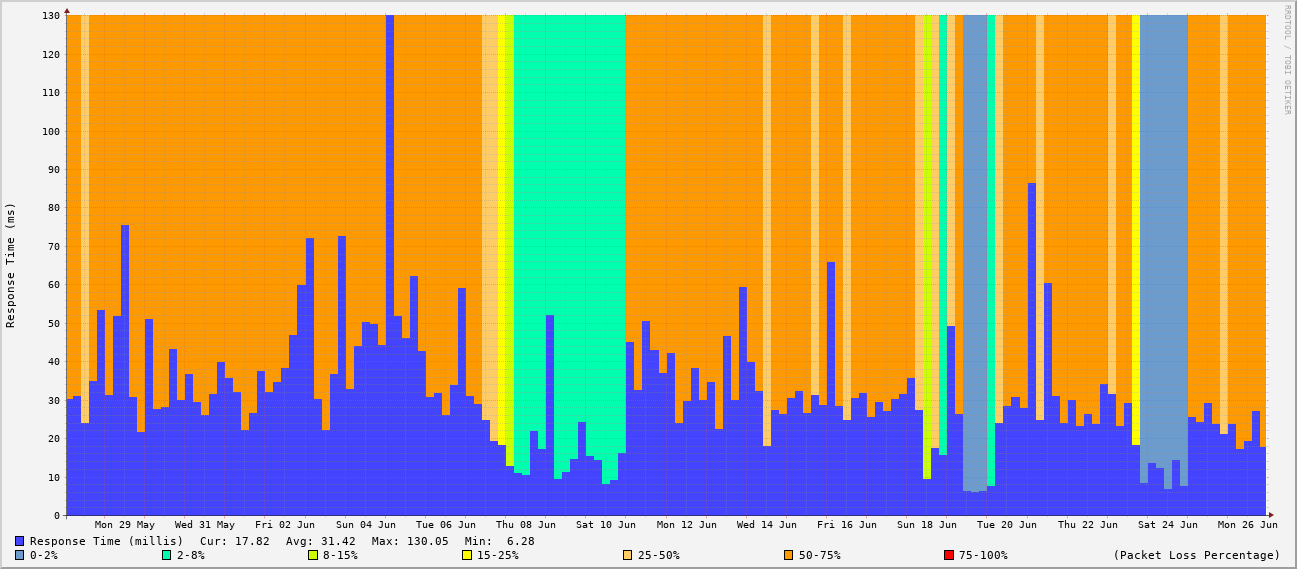 RRDTOOL / TOBI OETIKER
Response Time (ms)
130
120
110
100
90
80
70
60
50
40
30
20
10
0
Mon 29 May Wed 31 May Fri 02 Jun Sun 04 Jun Tue 06 Jun Thu 08 Jun Sat 10 Jun Mon 12 Jun Wed 14 Jun Fri 16 Jun Sun 18 Jun Tue 20 Jun Thu 22 Jun Sat 24 Jun Mon 26 Jun
Response Time (millis) Cur: 17.82 Avg: 31.42 Max: 130.05 Min: 6.28
0-2% 2-8% 8-15% 15-25% 25-50% 50-75% 75-100% (Packet Loss Percentage)